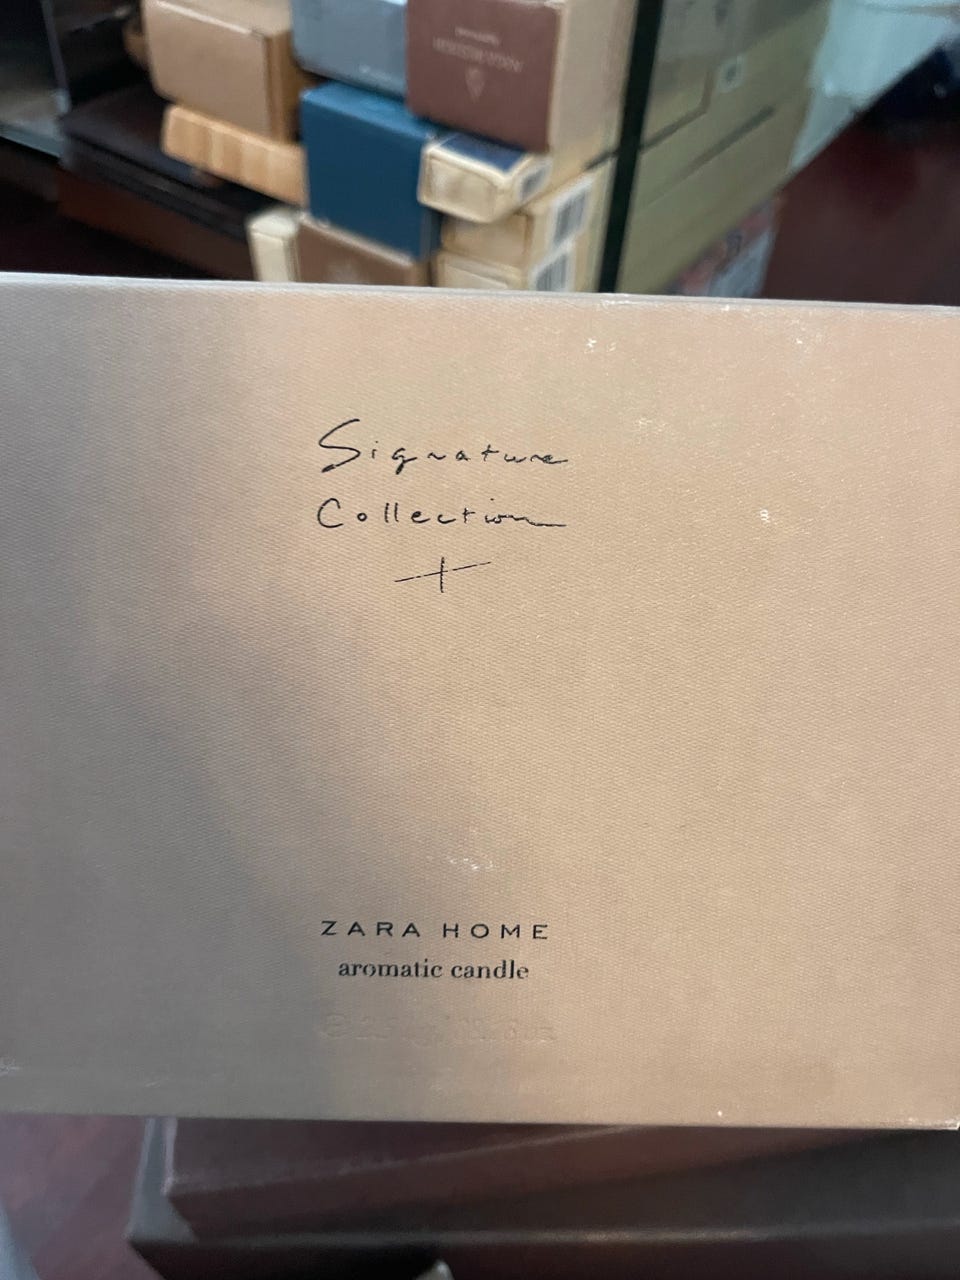 Signature
Collection
+
ZARA HOME
aromatic candle